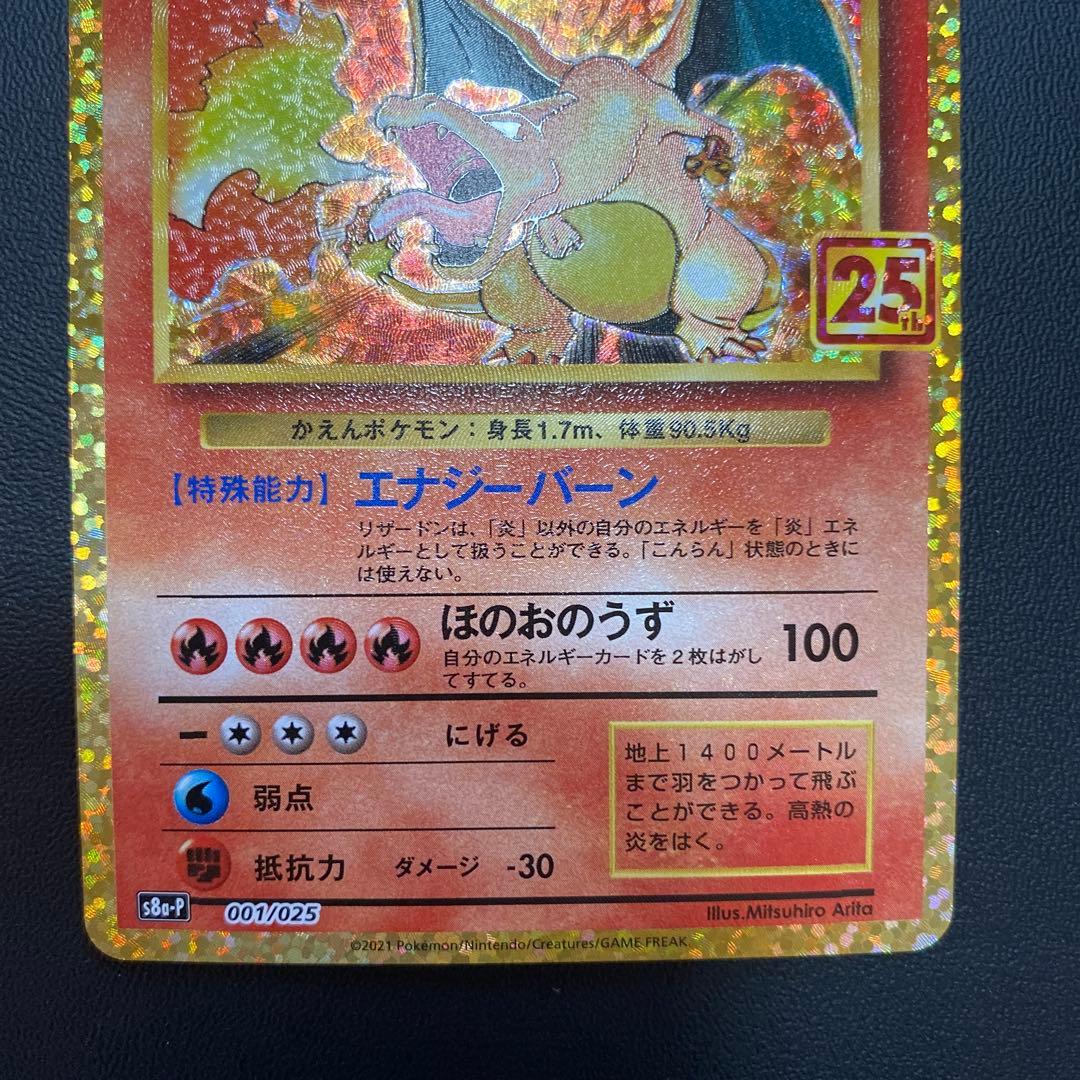 25th
かえんポケモン：身長1.7m、体重90.5Kg
【特殊能力】 エナジーバーン
リザードンは、「炎」以外の自分のエネルギーを「炎」エネ
ルギーとして扱うことができる。「こんらん」状態のときに
は使えない。
ほのおのうず 100
自分のエネルギーカードを２枚はがし
てすてる。
ー にげる
弱点
抵抗力 ダメージ -30
地上１４００メートル
まで羽をつかって飛ぶ
ことができる。高熱の
炎をはく。
s8a-P 001/025
Illus.Mitsuhiro Arita
©2021 Pokémon/Nintendo/Creatures/GAME FREAK.